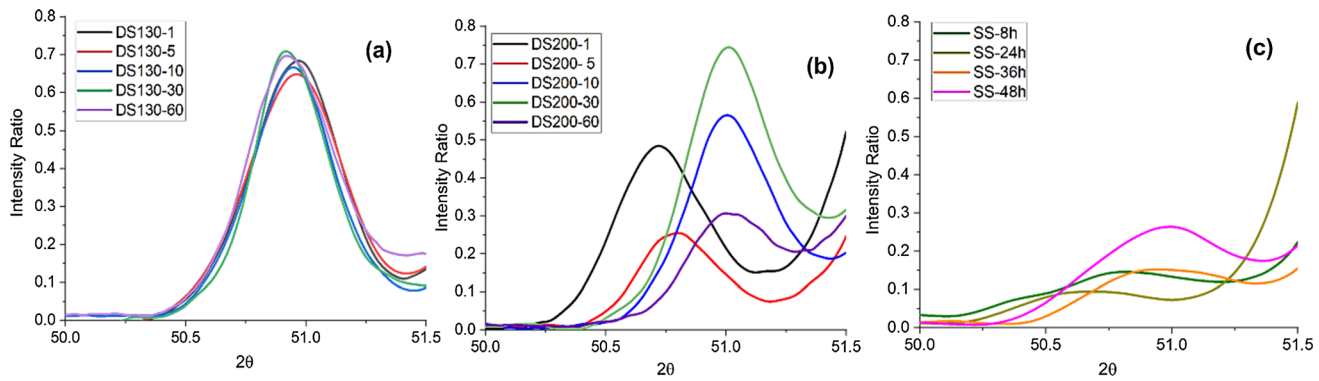 (a)
DS130-1
DS130-5
DS130-10
DS130-30
DS130-60
Intensity Ratio
0.8
0.7
0.6
0.5
0.4
0.3
0.2
0.1
0.0
50.0 50.5 51.0 51.5
2θ
(b)
DS200-1
DS200- 5
DS200-10
DS200-30
DS200-60
Intensity Ratio
0.8
0.7
0.6
0.5
0.4
0.3
0.2
0.1
0.0
50.0 50.5 51.0 51.5
2θ
(c)
SS-8h
SS-24h
SS-36h
SS-48h
Intensity Ratio
0.8
0.7
0.6
0.5
0.4
0.3
0.2
0.1
0.0
50.0 50.5 51.0 51.5
2θ